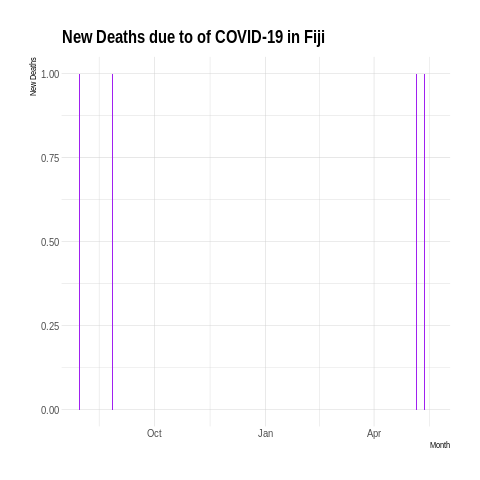 New Deaths due to of COVID-19 in Fiji
New Deaths
1.00
0.75
0.50
0.25
0.00
Oct Jan Apr
Month